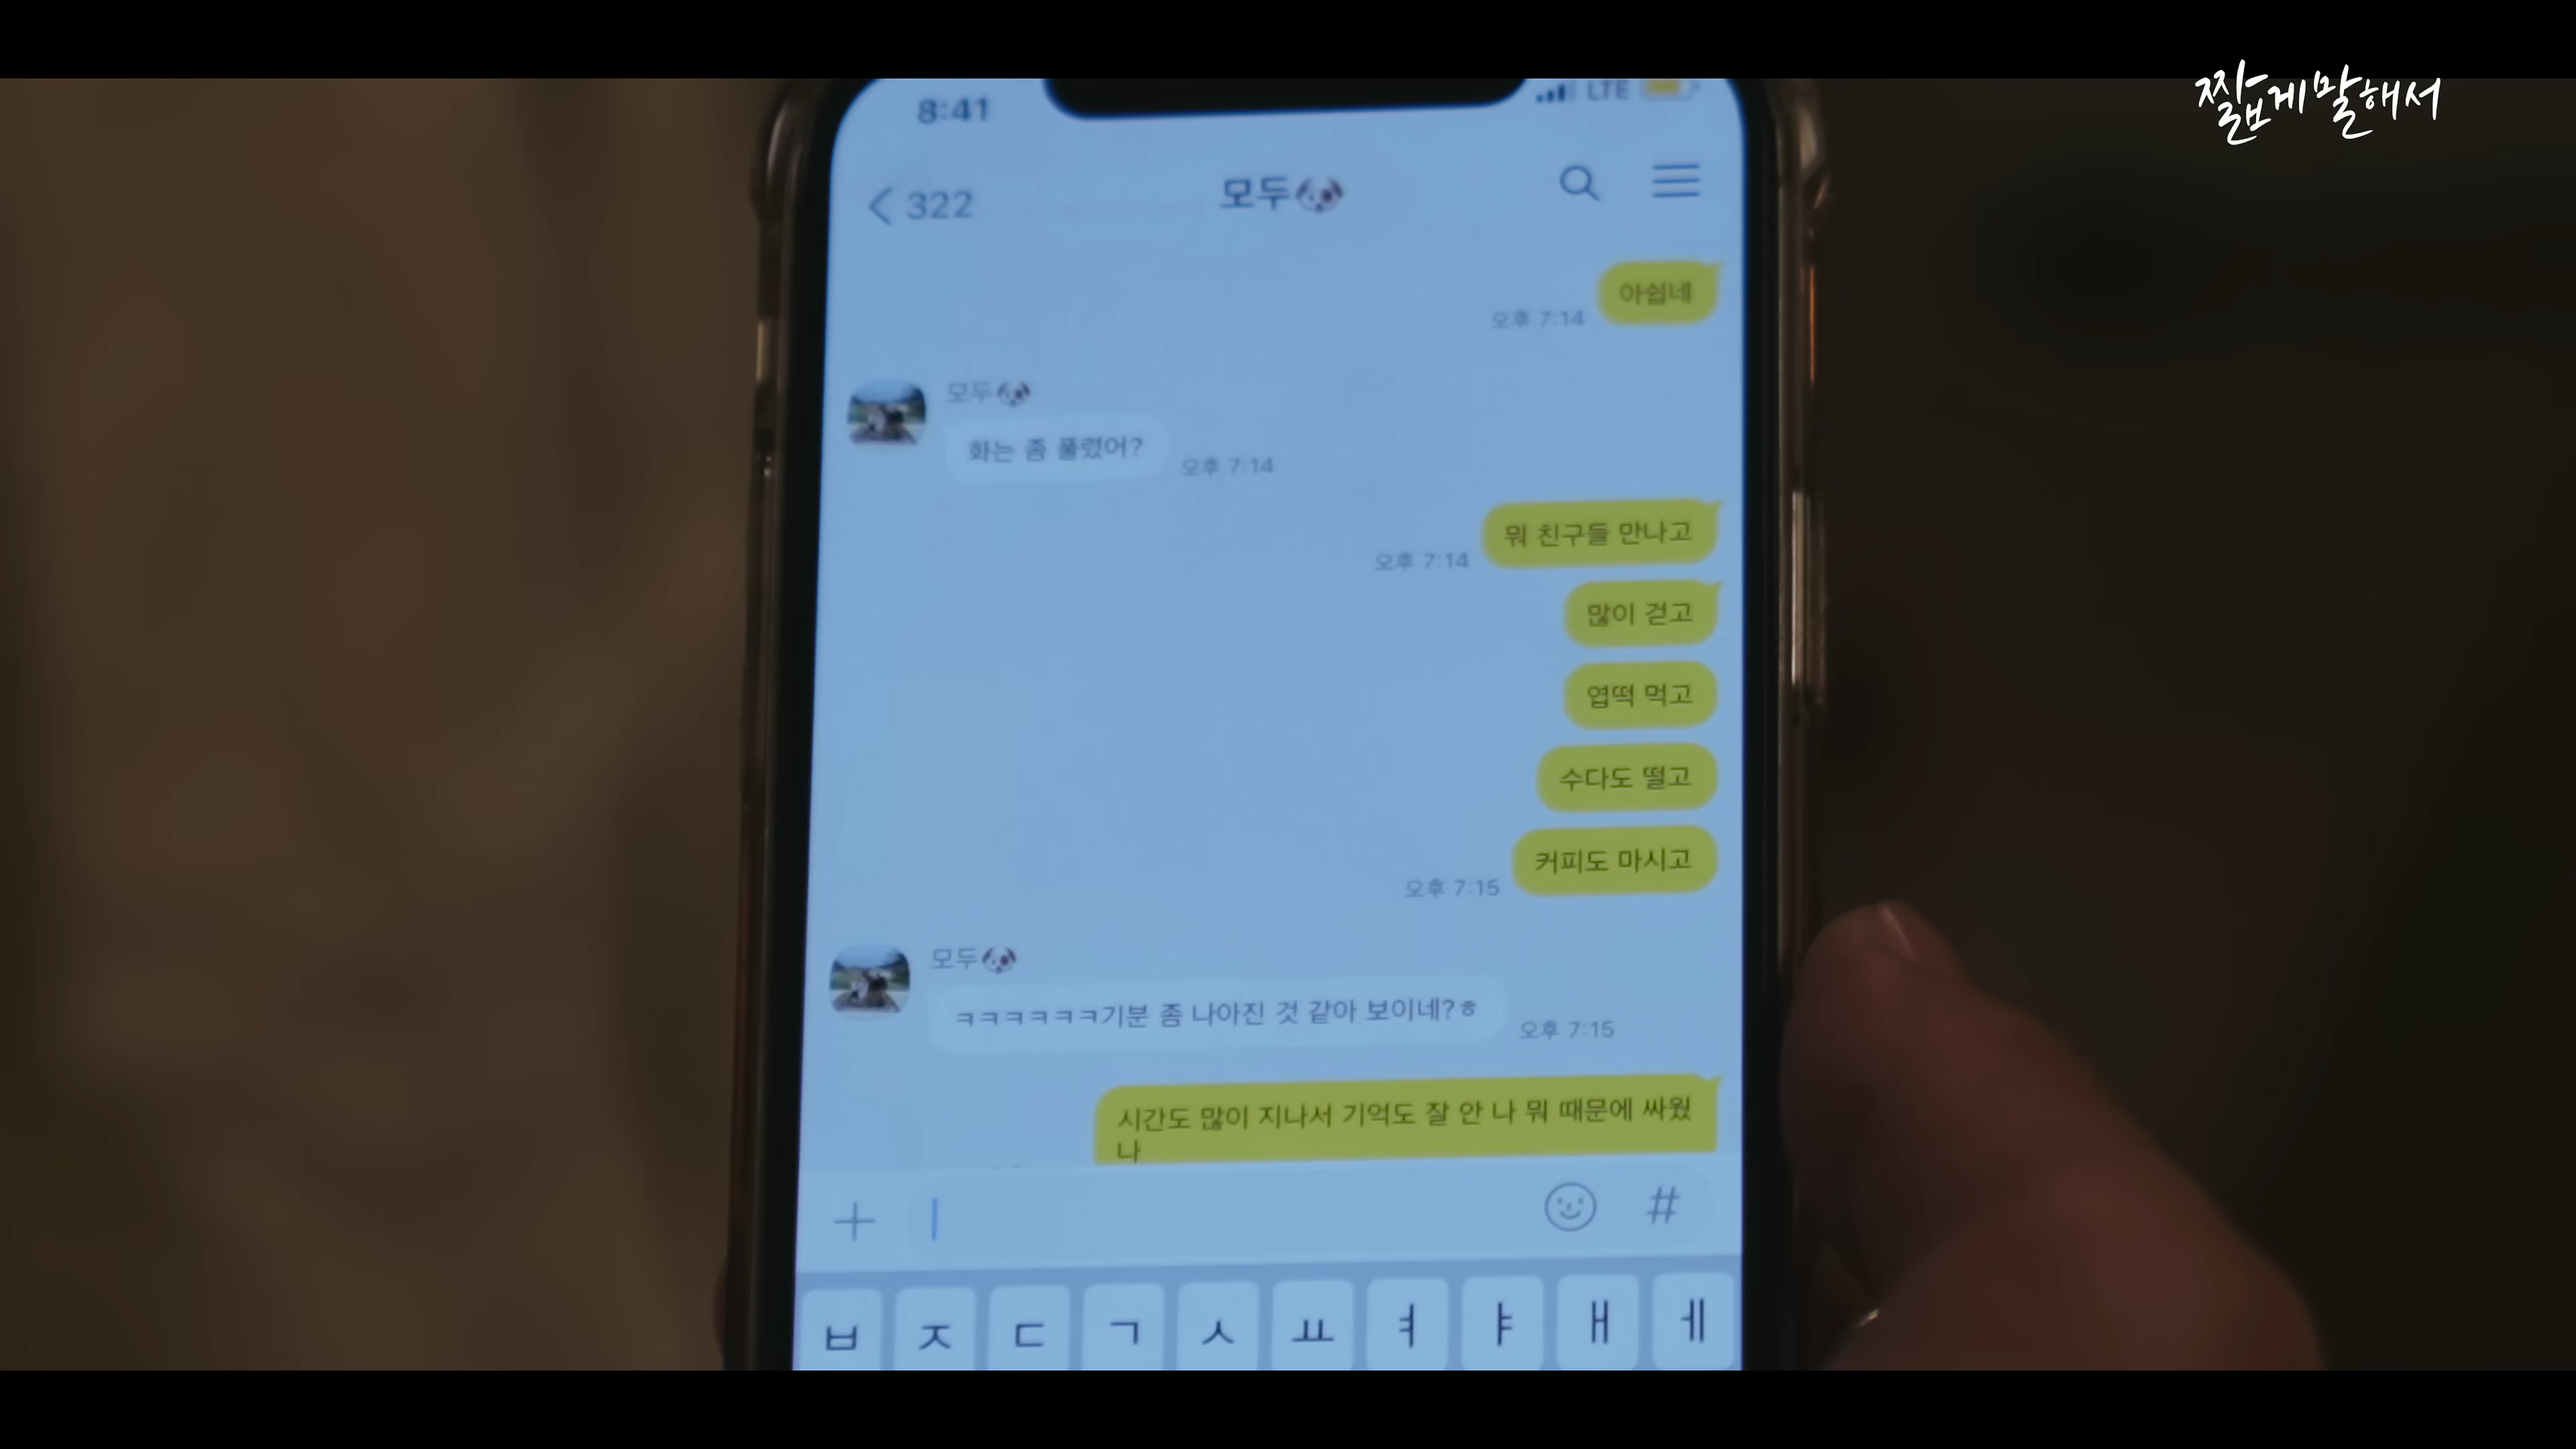 짧게말해서
8:41
LTE
322
모두
아쉽네
오후 7:14
모두
화는 좀 풀렸어?
오후 7:14
뭐 친구들 만나고
오후 7:14
많이 걷고
엽떡 먹고
수다도 떨고
커피도 마시고
오후 7:15
모두
ㅋㅋㅋㅋㅋㅋ기분 좀 나아진 것 같아 보이네?ㅎ
오후 7:15
시간도 많이 지나서 기억도 잘 안 나 뭐 때문에 싸웠
나
#
ㅂ ㅈ ㄷ ㄱ ㅅ ㅛ ㅕ ㅑ ㅐ ㅔ